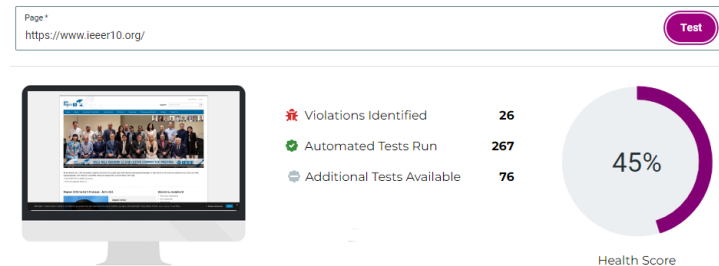 Page *
https://www.ieeer10.org/
Test
Violations Identified 26
Automated Tests Run 267
Additional Tests Available 76
45%
Health Score